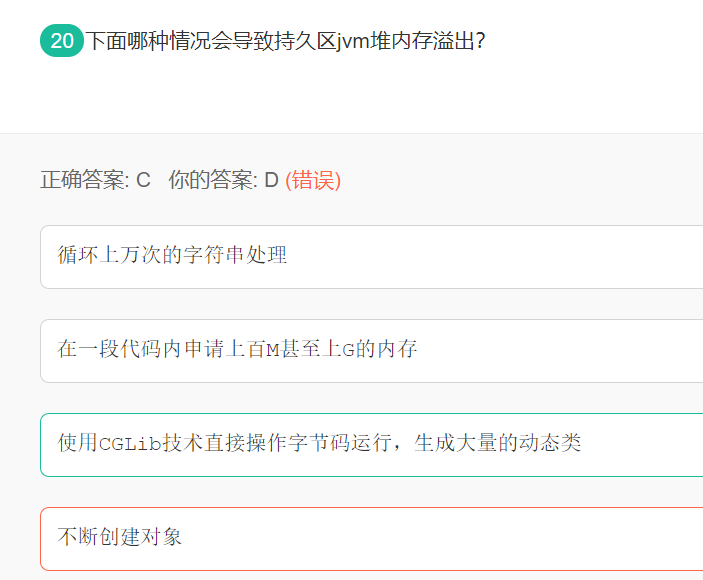 20 下面哪种情况会导致持久区jvm堆内存溢出?
正确答案: C 你的答案: D (错误)
循环上万次的字符串处理
在一段代码内申请上百M甚至上G的内存
使用CGLib技术直接操作字节码运行，生成大量的动态类
不断创建对象